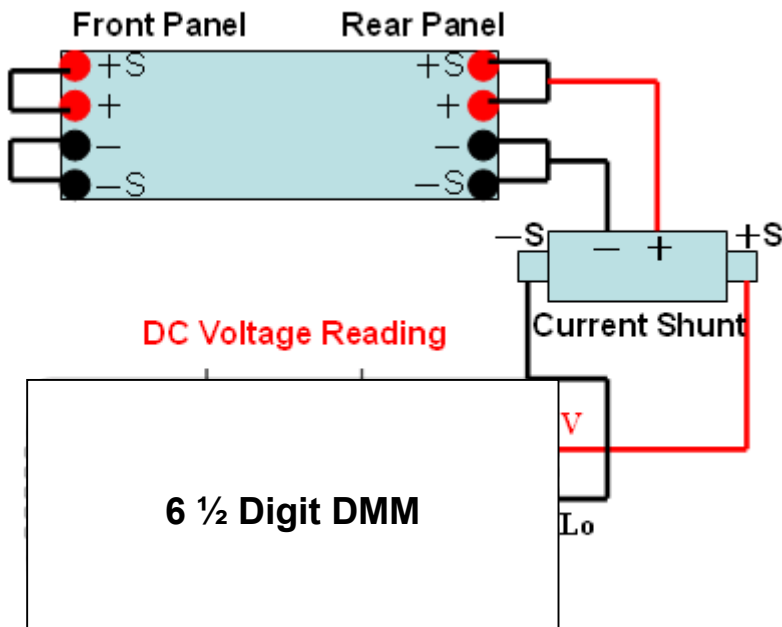 Front Panel Rear Panel
+S +S
+ +
− −
−S −S
−S − + +S
Current Shunt
DC Voltage Reading
V
6 ½ Digit DMM
Lo